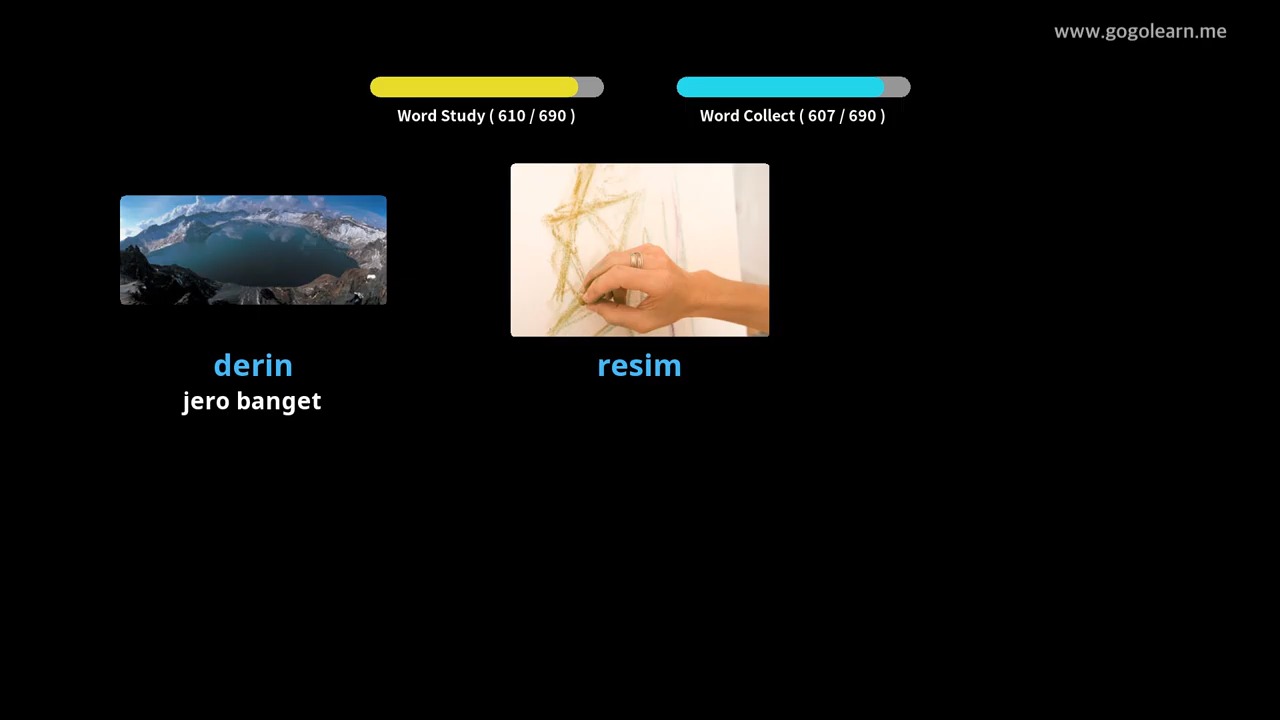 www.gogolearn.me
Word Study ( 610 / 690 )
Word Collect ( 607 / 690 )
derin
jero banget
resim